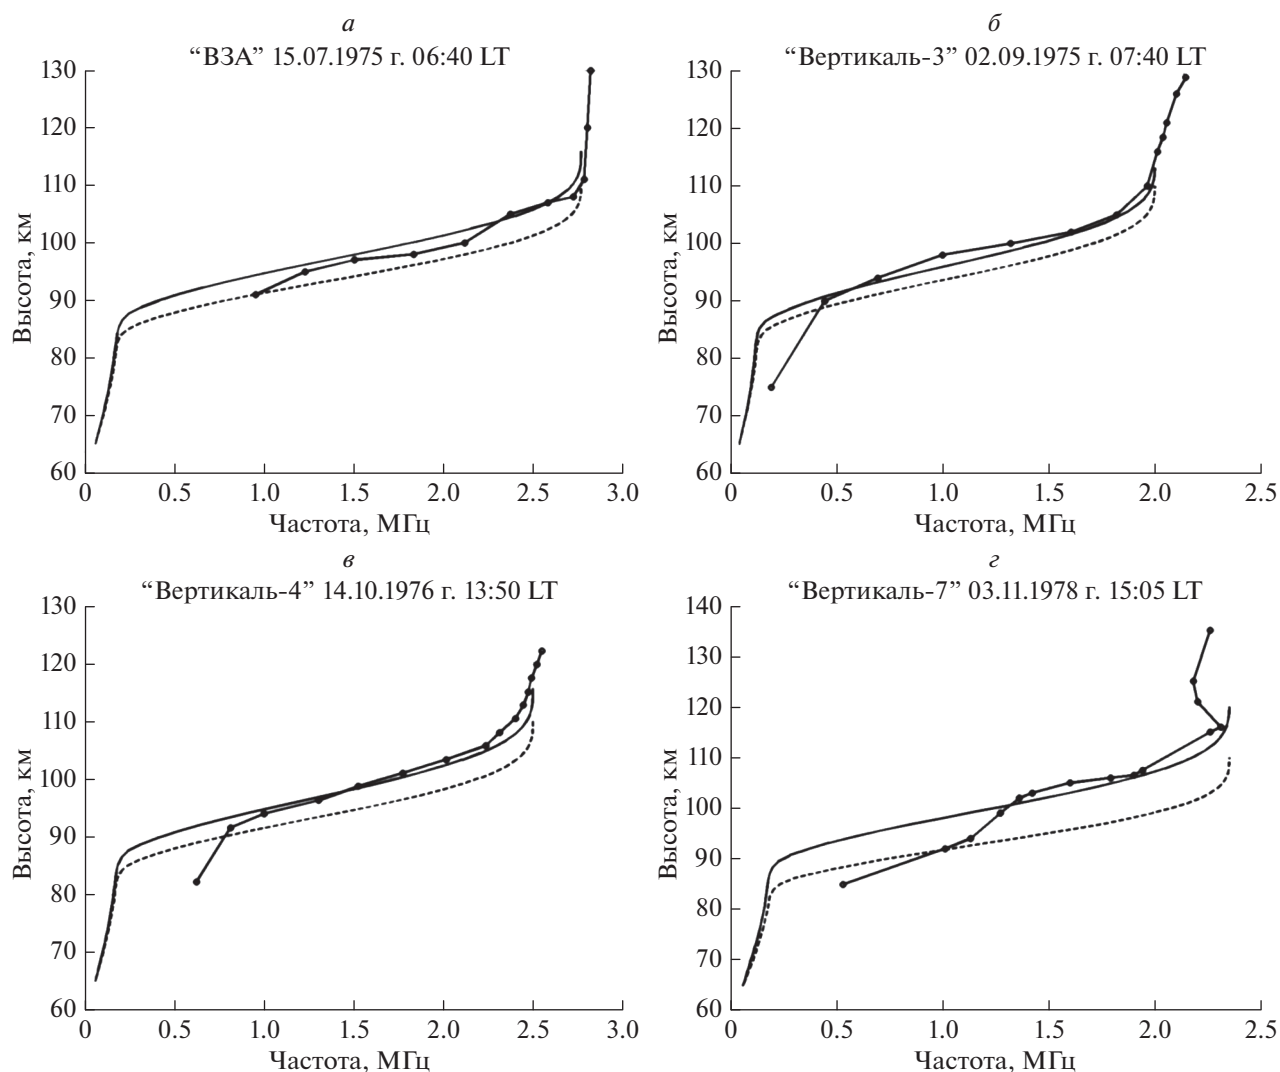 а
“ВЗА” 15.07.1975 г. 06:40 LT
130
120
110
100
90
80
70
60
Высота, км
0 0.5 1.0 1.5 2.0 2.5 3.0
Частота, МГц
б
“Вертикаль-3” 02.09.1975 г. 07:40 LT
130
120
110
100
90
80
70
60
Высота, км
0 0.5 1.0 1.5 2.0 2.5
Частота, МГц
в
“Вертикаль-4” 14.10.1976 г. 13:50 LT
130
120
110
100
90
80
70
60
Высота, км
0 0.5 1.0 1.5 2.0 2.5 3.0
Частота, МГц
г
“Вертикаль-7” 03.11.1978 г. 15:05 LT
140
130
120
110
100
90
80
70
60
Высота, км
0 0.5 1.0 1.5 2.0 2.5
Частота, МГц